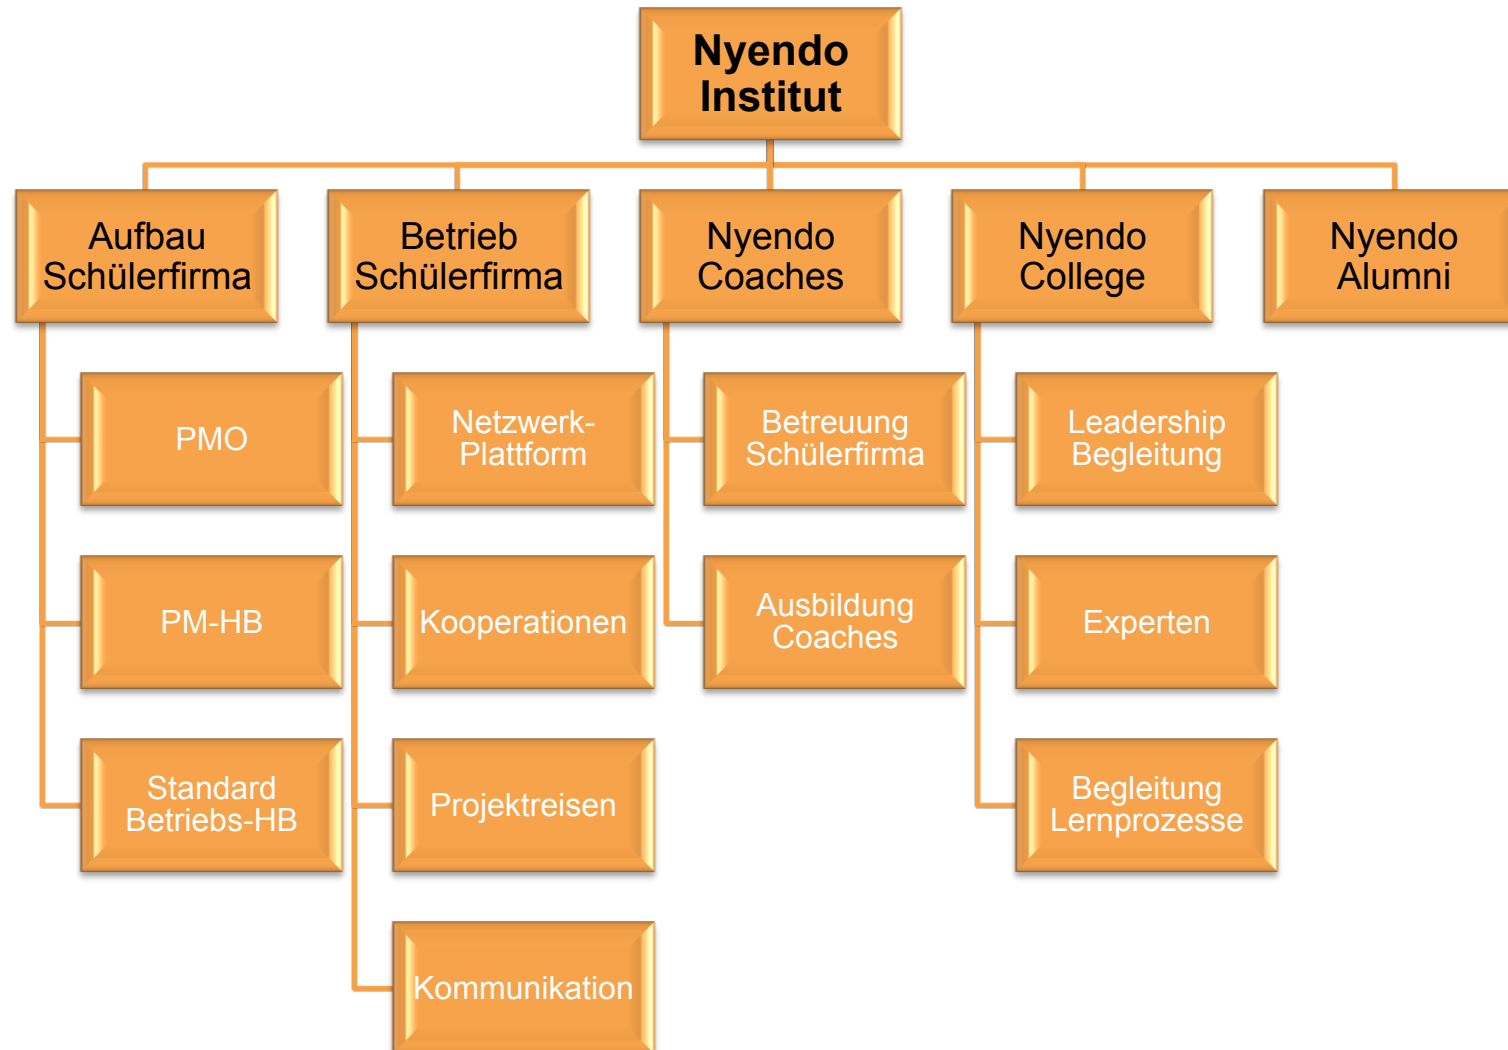 Nyendo
Institut
Aufbau
Schülerfirma
Betrieb
Schülerfirma
Nyendo
Coaches
Nyendo
College
Nyendo
Alumni
PMO
PM-HB
Standard
Betriebs-HB
Netzwerk-
Plattform
Kooperationen
Projektreisen
Kommunikation
Betreuung
Schülerfirma
Ausbildung
Coaches
Leadership
Begleitung
Experten
Begleitung
Lernprozesse